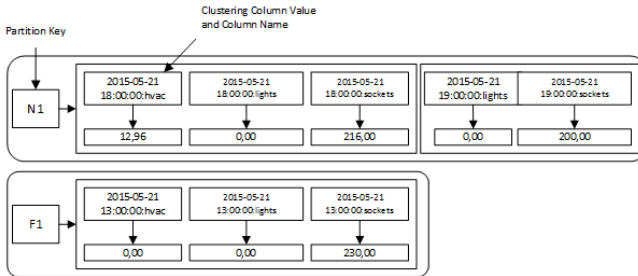 Clustering Column Value
and Column Name
Partition Key
N1
2015-05-21
18:00:00:hvac
2015-05-21
18:00:00:lights
2015-05-21
18:00:00:sockets
2015-05-21
19:00:00:lights
2015-05-21
19:00:00:sockets
12,96
0,00
216,00
0,00
200,00
F1
2015-05-21
13:00:00:hvac
2015-05-21
13:00:00:lights
2015-05-21
13:00:00:sockets
0,00
0,00
230,00